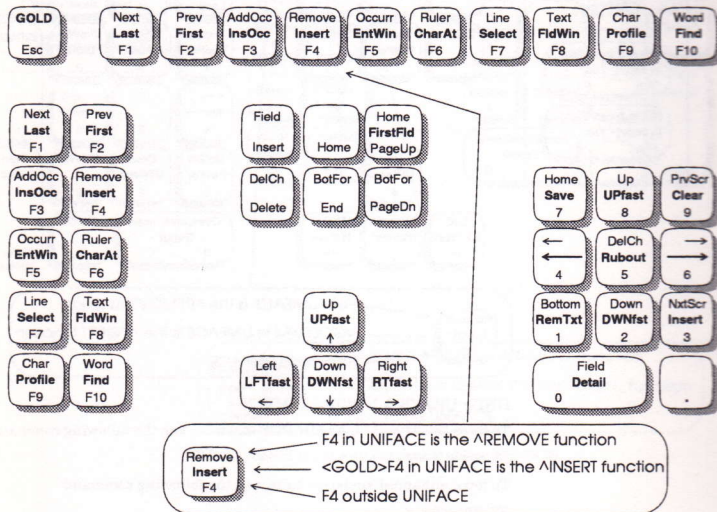 GOLD Next Prev AddOcc Remove Occurr Ruler Line Text Char Word
Last First InsOcc Insert EntWin CharAt Select FldWin Profile Find
Esc F1 F2 F3 F4 F5 F6 F7 F8 F9 F10
Next Prev
Last First
F1 F2
AddOcc Remove
InsOcc Insert
F3 F4
Occurr Ruler
EntWin CharAt
F5 F6
Line Text
Select FldWin
F7 F8
Char Word
Profile Find
F9 F10
Field Home
FirstFld
Insert Home PageUp
DelCh BotFor BotFor
Delete End PageDn
Up
UPfast
↑
Left Down Right
LFTfast DWNfst RTfast
← ↓ →
Home Up PrvScr
Save UPfast Clear
7 8 9
← DelCh →
← Rubout →
4 5 6
Bottom Down NxtScr
RemTxt DWNfst Insert
1 2 3
Field
Detail
0 .
Remove
Insert
F4
F4 in UNIFACE is the ^REMOVE function
<GOLD>F4 in UNIFACE is the ^INSERT function
F4 outside UNIFACE